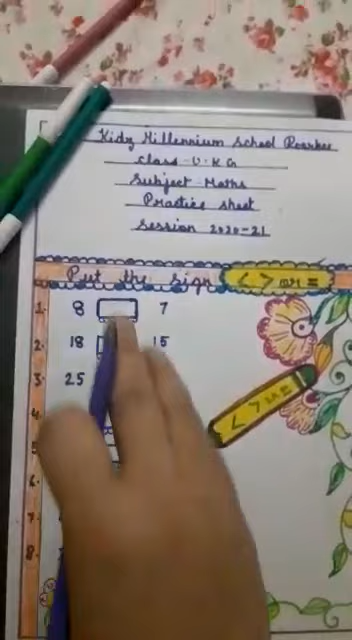 Kidz Millennium School Roorkee
Class - U.K.G
Subject - Maths
Practice sheet
Session 2020-21
Put the sign < > or =
1. 8 7
2. 18 15
3. 25
< > or =
4
5
6
7
8